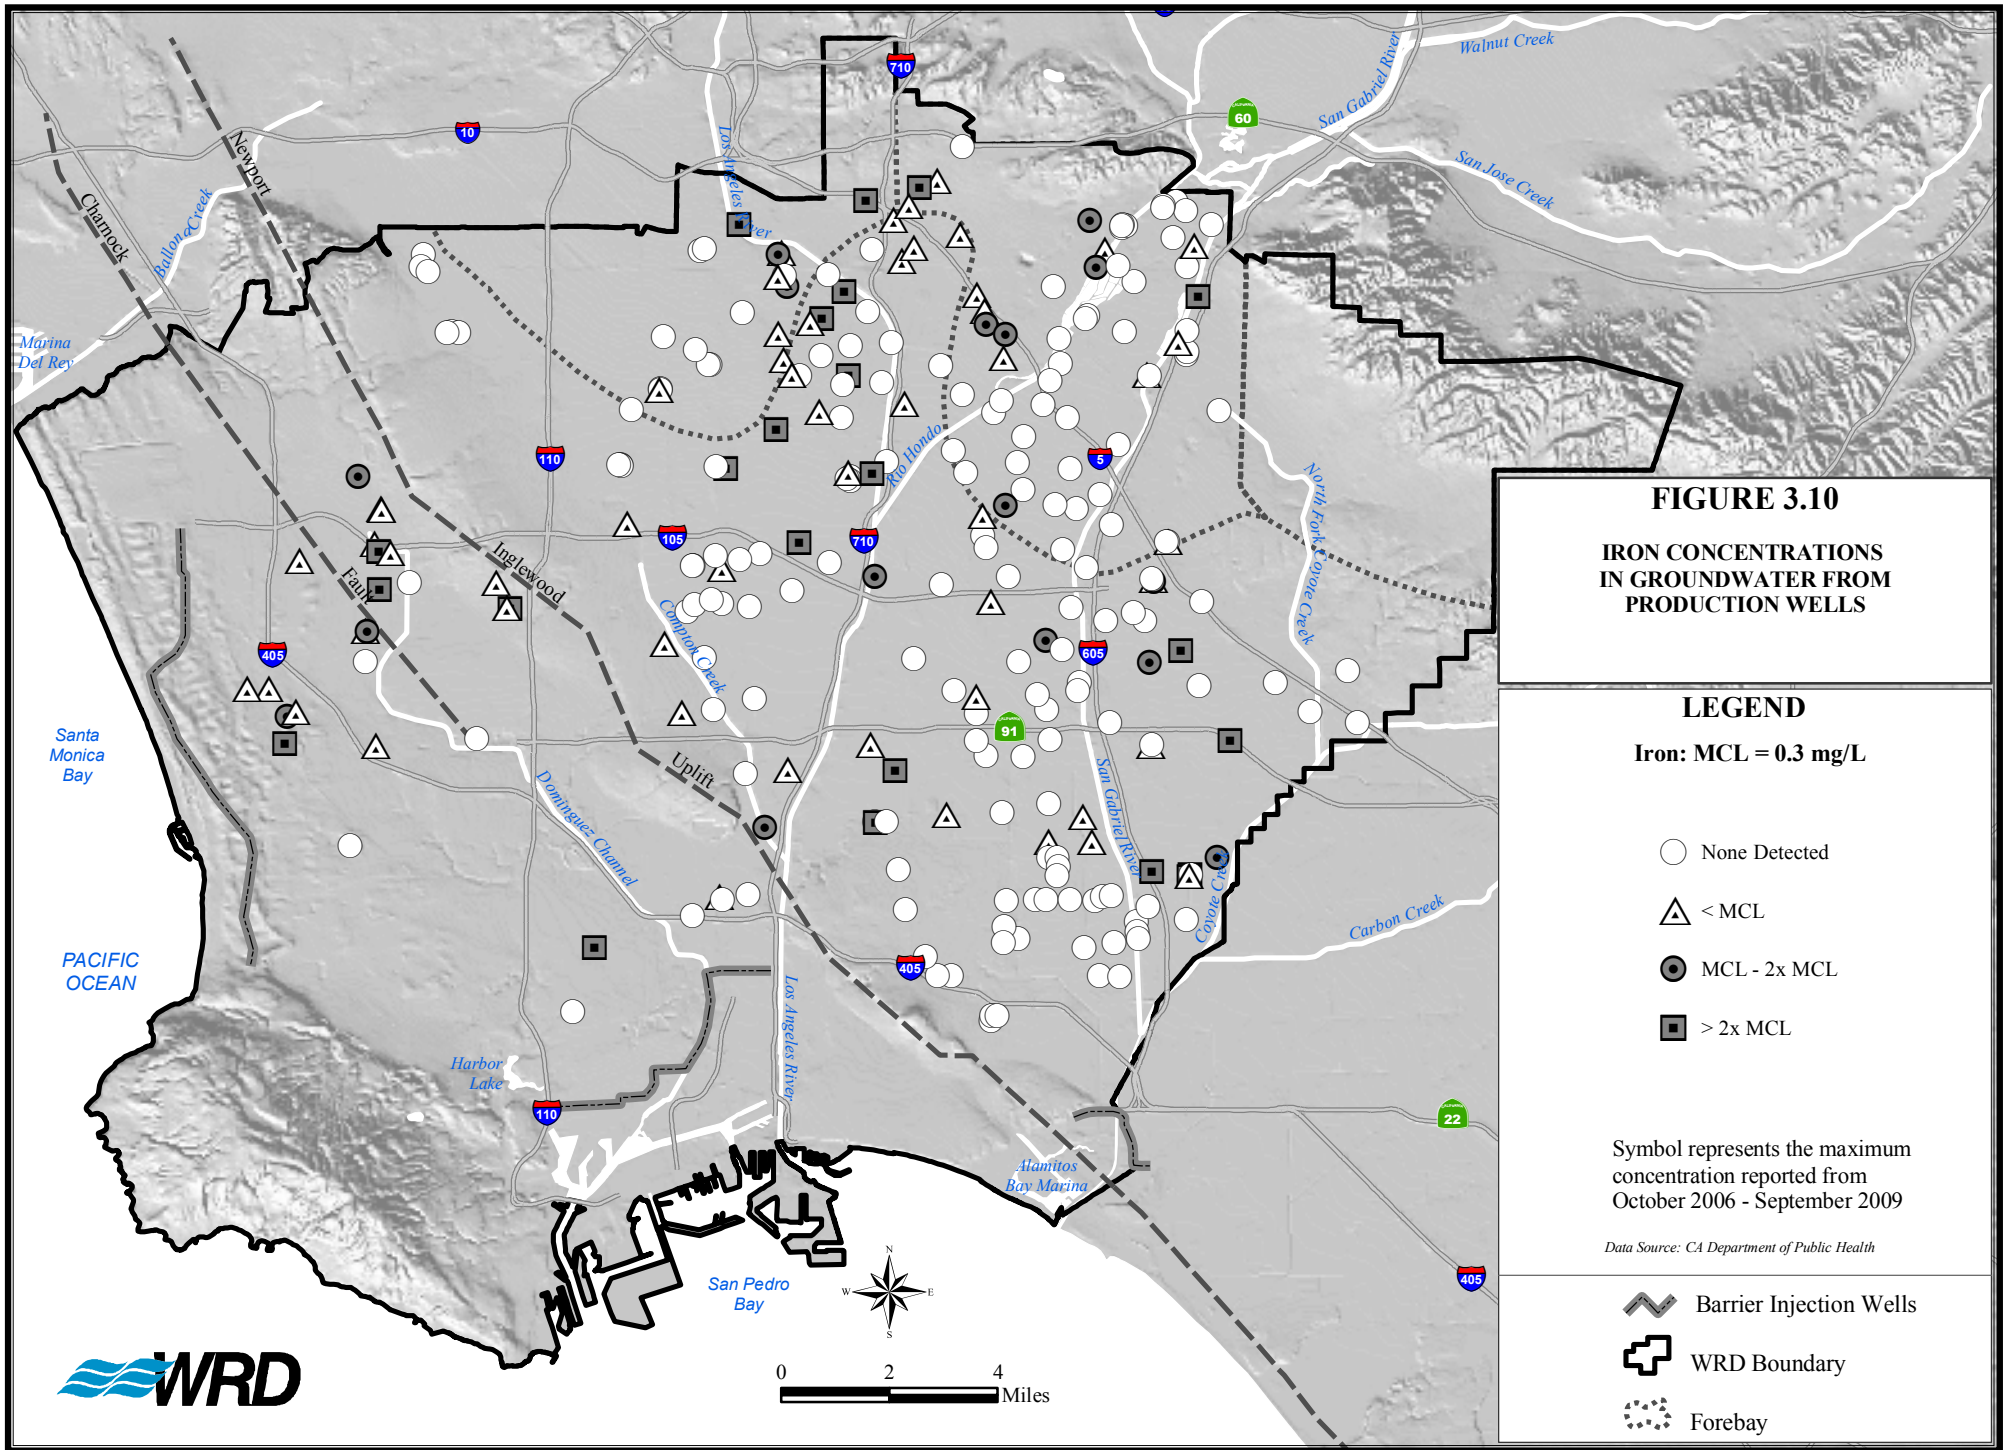 710
Walnut Creek
San Gabriel River
60
10
Los Angeles River
Newport
San Jose Creek
Charnock
Ballona Creek
Marina
Del Rey
110
5
Rio Hondo
North Fork Coyote Creek
FIGURE 3.10
IRON CONCENTRATIONS
IN GROUNDWATER FROM
PRODUCTION WELLS
105
710
Inglewood
Fault
Compton Creek
405
605
LEGEND
Iron: MCL = 0.3 mg/L
91
Santa
Monica
Bay
Uplift
San Gabriel River
Dominguez Channel
None Detected
< MCL
Coyote Creek
Carbon Creek
PACIFIC
OCEAN
405
MCL - 2x MCL
> 2x MCL
Los Angeles River
Harbor
Lake
110
22
Symbol represents the maximum
concentration reported from
October 2006 - September 2009
Alamitos
Bay Marina
Data Source: CA Department of Public Health
N
W
E
S
San Pedro
Bay
405
Barrier Injection Wells
WRD Boundary
Forebay
WRD
0 2 4
Miles